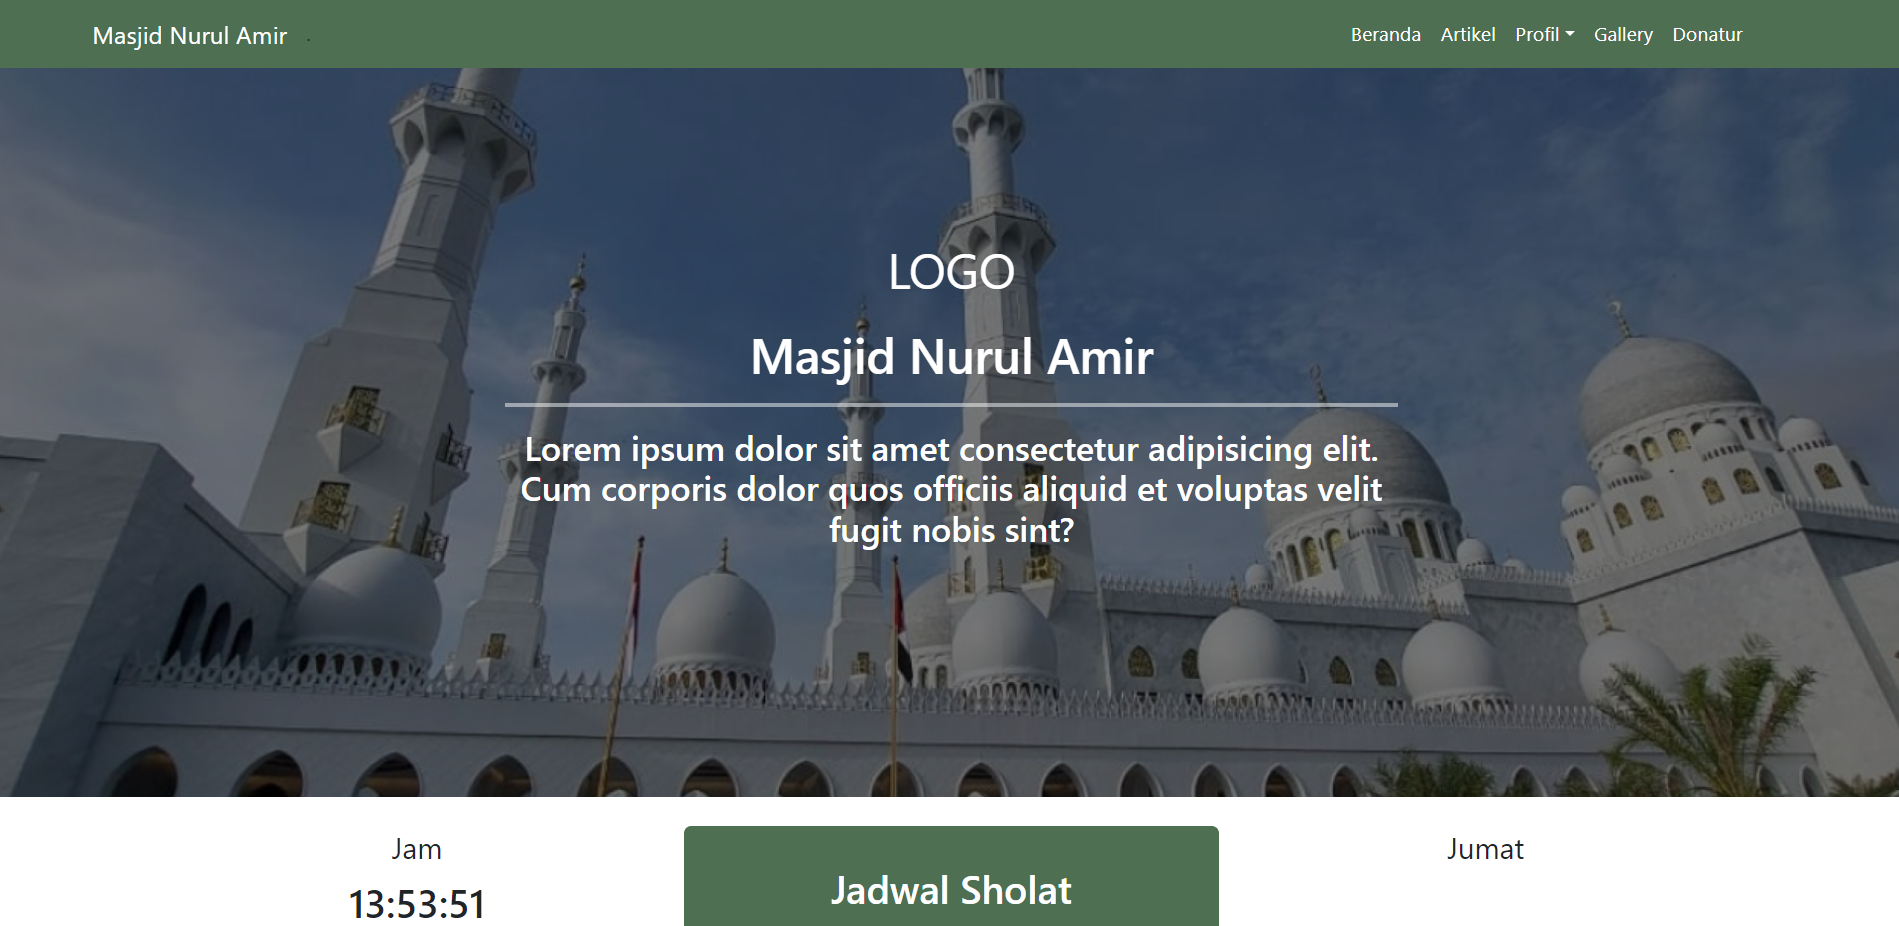 Masjid Nurul Amir
Beranda Artikel Profil Gallery Donatur
LOGO
Masjid Nurul Amir
Lorem ipsum dolor sit amet consectetur adipisicing elit.
Cum corporis dolor quos officiis aliquid et voluptas velit
fugit nobis sint?
Jam
13:53:51
Jadwal Sholat
Jumat